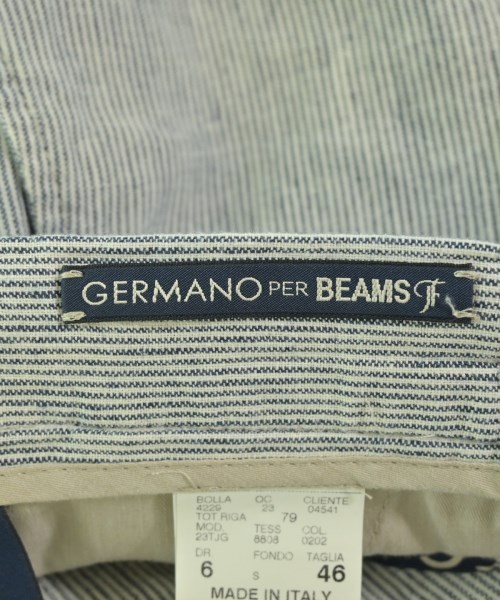 GERMANO PER BEAMS F
BOLLA OC CLIENTE
4229 23 04541
TOT.RIGA 79
MOD. TESS COL.
23TJG 8808 0202
DR. FONDO TAGLIA
6 S 46
MADE IN ITALY